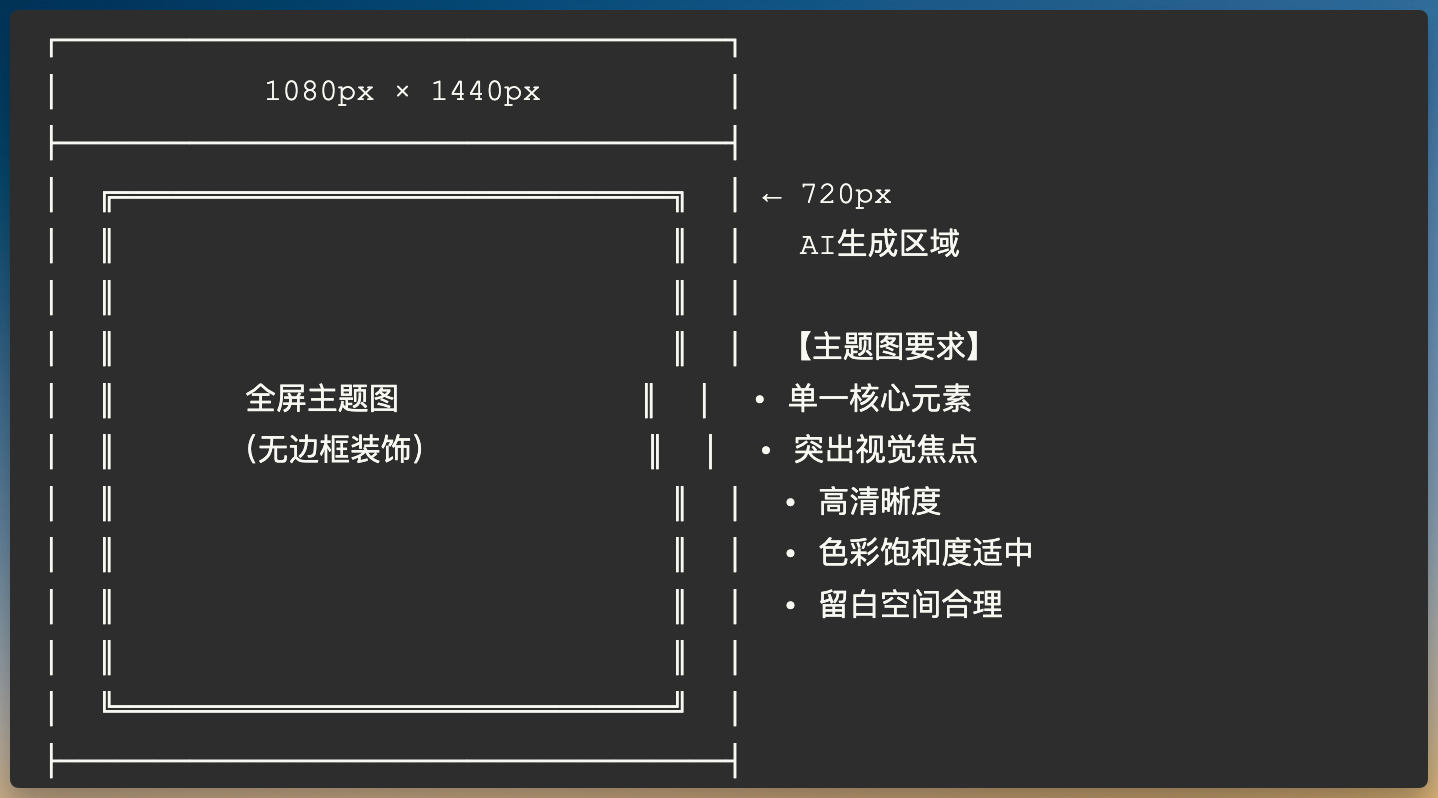 1080px × 1440px
← 720px
AI生成区域
【主题图要求】
全屏主题图 • 单一核心元素
(无边框装饰) • 突出视觉焦点
• 高清晰度
• 色彩饱和度适中
• 留白空间合理